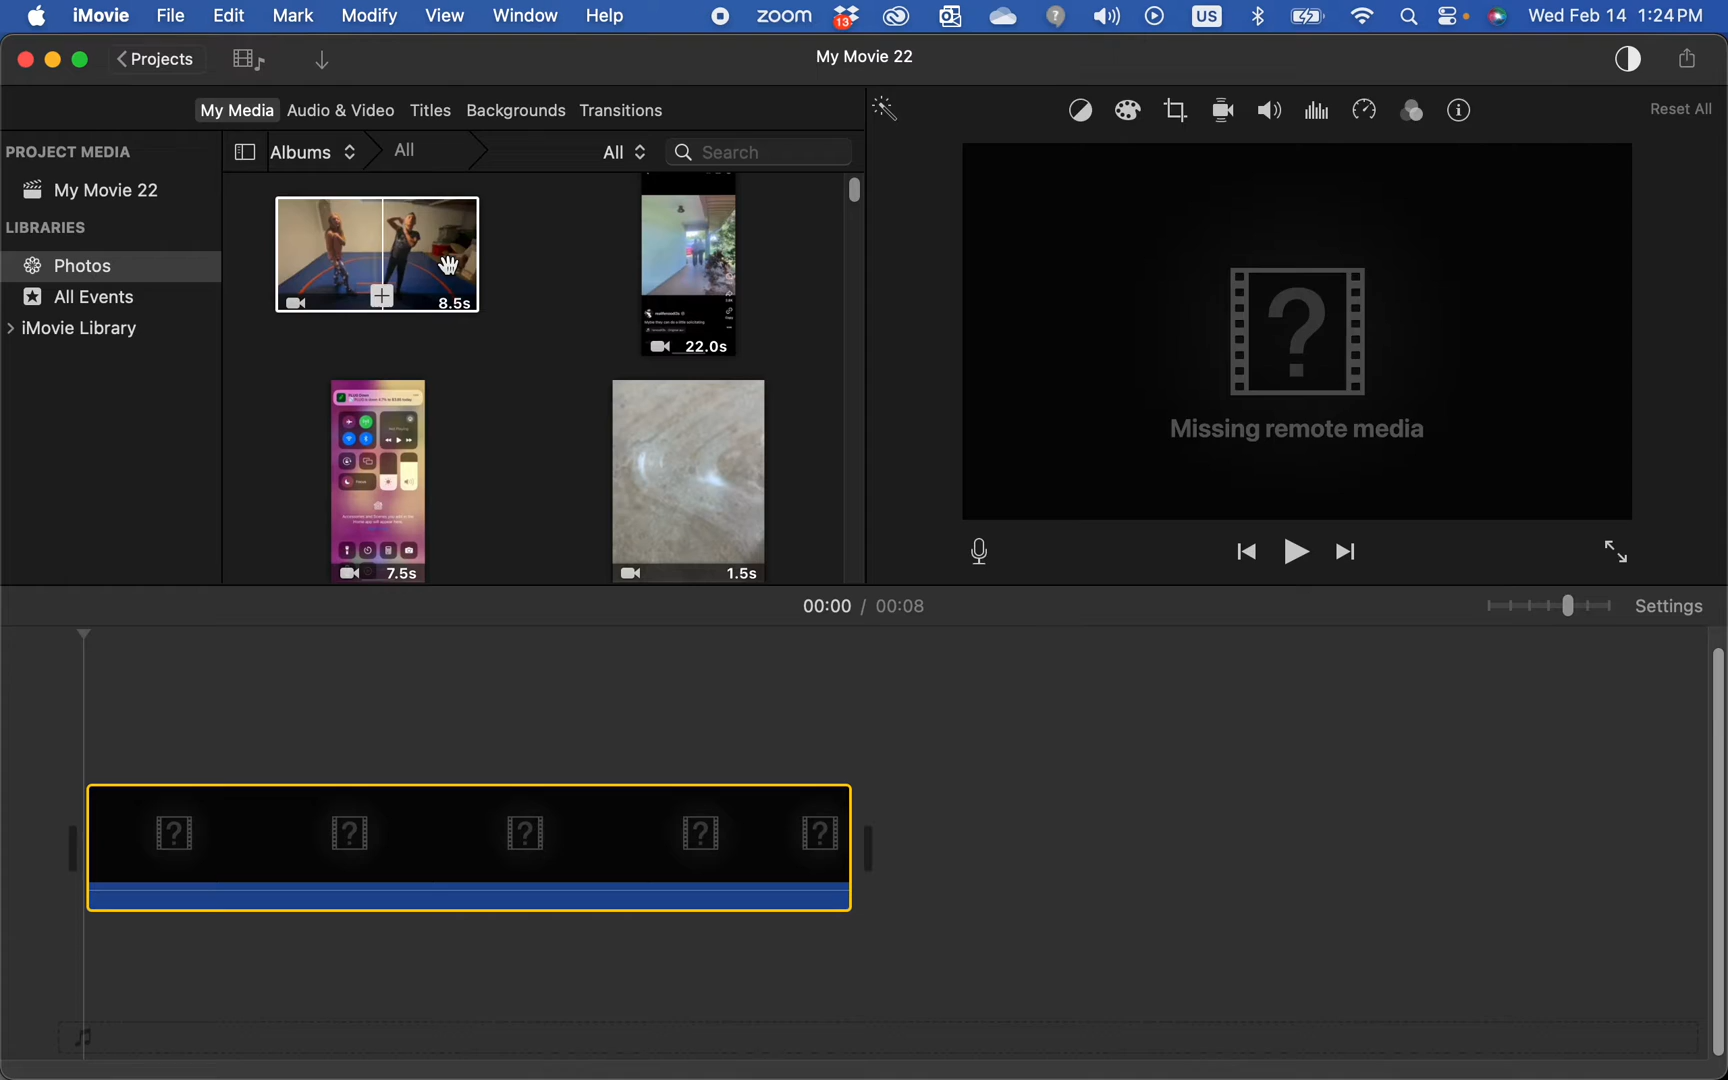 iMovie File Edit Mark Modify View Window Help zoom 13 US Wed Feb 14 1:24 PM
Projects My Movie 22
My Media Audio & Video Titles Backgrounds Transitions Reset All
PROJECT MEDIA Albums All All Search
My Movie 22
LIBRARIES
Photos
All Events
iMovie Library
8.5s
22.0s
7.5s
1.5s
Missing remote media
00:00 / 00:08 Settings